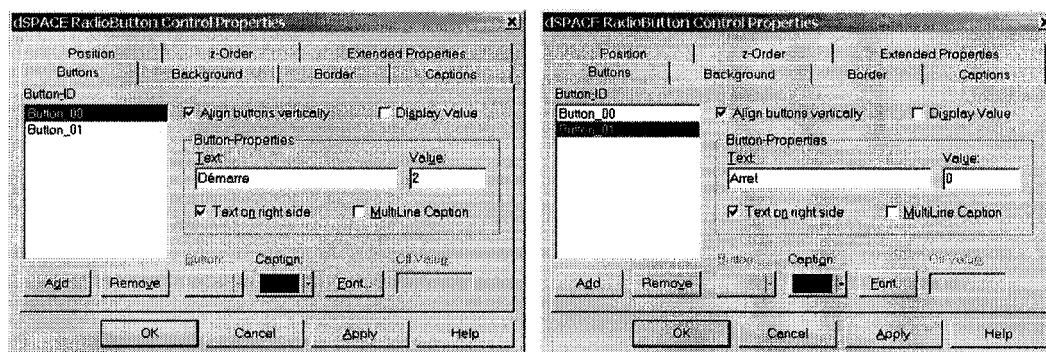 dSPACE RadioButton Control Properties
Position z-Order Extended Properties
Buttons Background Border Captions
Button-ID
Button_00
Button_01
Align buttons vertically Display Value
Button-Properties
Text: Value:
Démarre 2
Text on right side MultiLine Caption
Button: Caption: Off Value:
Add Remove Font...
OK Cancel Apply Help
dSPACE RadioButton Control Properties
Position z-Order Extended Properties
Buttons Background Border Captions
Button-ID
Button_00
Button_01
Align buttons vertically Display Value
Button-Properties
Text: Value:
Arret 0
Text on right side MultiLine Caption
Button: Caption: Off Value:
Add Remove Font...
OK Cancel Apply Help